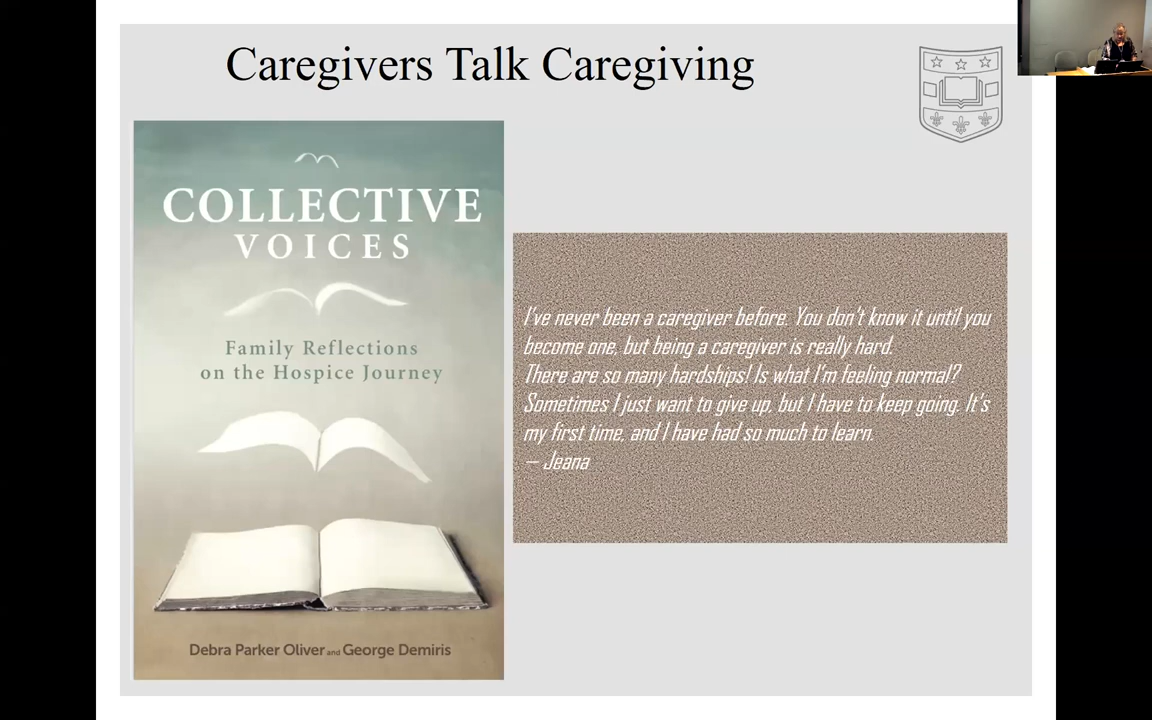 Caregivers Talk Caregiving
COLLECTIVE
VOICES
Family Reflections
on the Hospice Journey
Debra Parker Oliver and George Demiris
I've never been a caregiver before. You don't know it until you
become one, but being a caregiver is really hard.
There are so many hardships! Is what I'm feeling normal?
Sometimes I just want to give up, but I have to keep going. It's
my first time, and I have had so much to learn.
— Jeana